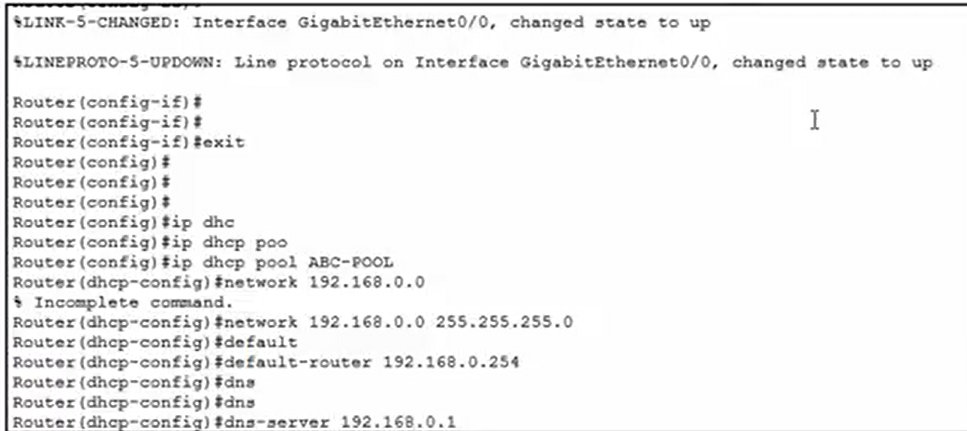 %LINK-5-CHANGED: Interface GigabitEthernet0/0, changed state to up
%LINEPROTO-5-UPDOWN: Line protocol on Interface GigabitEthernet0/0, changed state to up
Router(config-if)#
Router(config-if)#
Router(config-if)#exit
Router(config)#
Router(config)#
Router(config)#
Router(config)#ip dhc
Router(config)#ip dhcp poo
Router(config)#ip dhcp pool ABC-POOL
Router(dhcp-config)#network 192.168.0.0
% Incomplete command.
Router(dhcp-config)#network 192.168.0.0 255.255.255.0
Router(dhcp-config)#default
Router(dhcp-config)#default-router 192.168.0.254
Router(dhcp-config)#dns
Router(dhcp-config)#dns
Router(dhcp-config)#dns-server 192.168.0.1